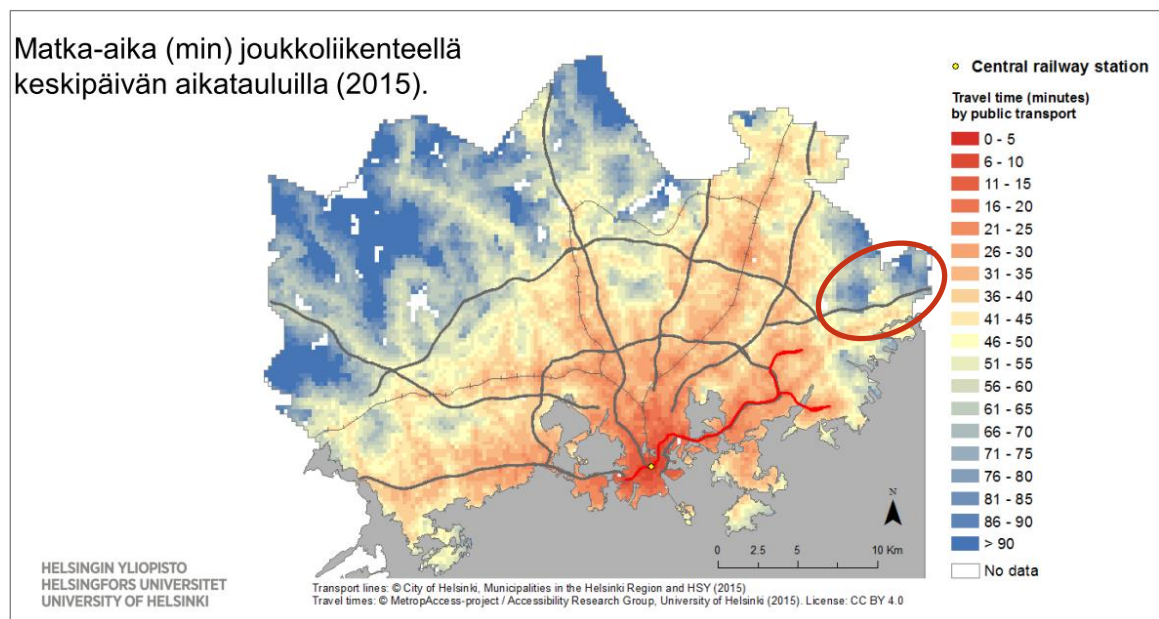 Matka-aika (min) joukkoliikenteellä
keskipäivän aikatauluilla (2015).
Central railway station
Travel time (minutes)
by public transport
0 - 5
6 - 10
11 - 15
16 - 20
21 - 25
26 - 30
31 - 35
36 - 40
41 - 45
46 - 50
51 - 55
56 - 60
61 - 65
66 - 70
71 - 75
76 - 80
81 - 85
86 - 90
> 90
No data
N
0 2.5 5 10 Km
HELSINGIN YLIOPISTO
HELSINGFORS UNIVERSITET
UNIVERSITY OF HELSINKI
Transport lines: © City of Helsinki, Municipalities in the Helsinki Region and HSY (2015)
Travel times: © MetropAccess-project / Accessibility Research Group, University of Helsinki (2015). License: CC BY 4.0